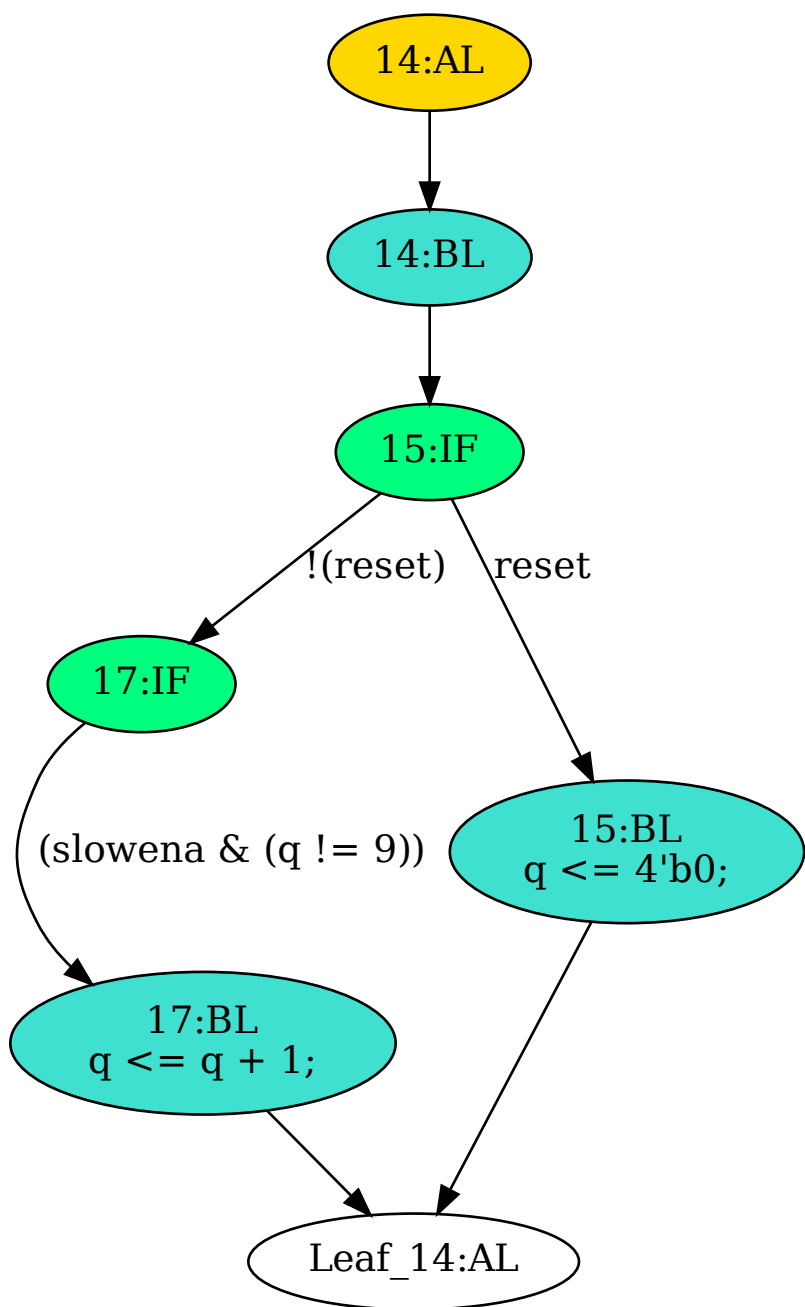 14:AL
14:BL
15:IF
!(reset)
reset
17:IF
(slowena & (q != 9))
15:BL
q <= 4'b0;
17:BL
q <= q + 1;
Leaf_14:AL